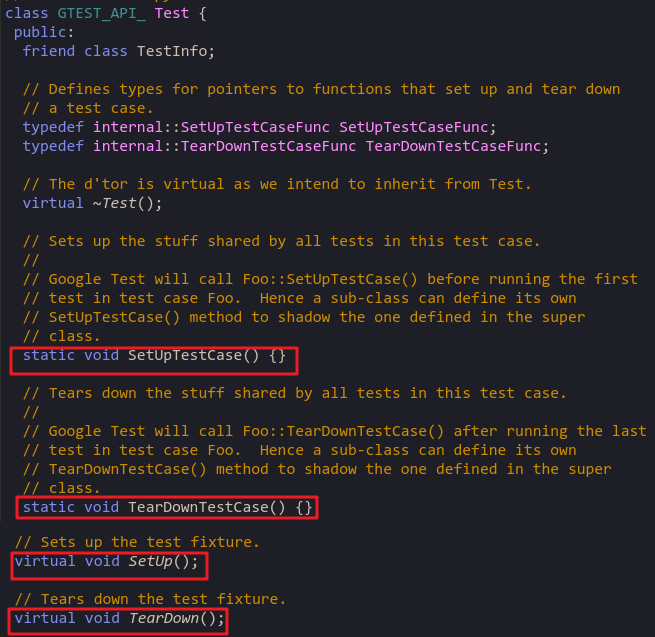 class GTEST_API_ Test {
public:
friend class TestInfo;
// Defines types for pointers to functions that set up and tear down
// a test case.
typedef internal::SetUpTestCaseFunc SetUpTestCaseFunc;
typedef internal::TearDownTestCaseFunc TearDownTestCaseFunc;
// The d'tor is virtual as we intend to inherit from Test.
virtual ~Test();
// Sets up the stuff shared by all tests in this test case.
//
// Google Test will call Foo::SetUpTestCase() before running the first
// test in test case Foo.  Hence a sub-class can define its own
// SetUpTestCase() method to shadow the one defined in the super
// class.
static void SetUpTestCase() {}
// Tears down the stuff shared by all tests in this test case.
//
// Google Test will call Foo::TearDownTestCase() after running the last
// test in test case Foo.  Hence a sub-class can define its own
// TearDownTestCase() method to shadow the one defined in the super
// class.
static void TearDownTestCase() {}
// Sets up the test fixture.
virtual void SetUp();
// Tears down the test fixture.
virtual void TearDown();